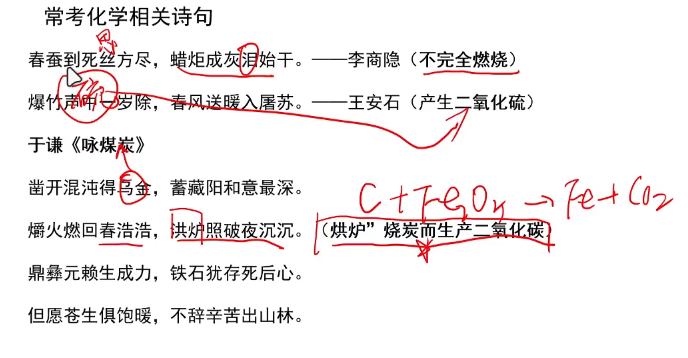 常考化学相关诗句
思
春蚕到死丝方尽，蜡炬成灰泪始干。——李商隐（不完全燃烧）
硫
爆竹声中一岁除，春风送暖入屠苏。——王安石（产生二氧化硫）
于谦《咏煤炭》
凿开混沌得乌金，蓄藏阳和意最深。
C + Fe3O4 → Fe + CO2
爝火燃回春浩浩，洪炉照破夜沉沉。（烘炉”烧炭而生产二氧化碳）
鼎彝元赖生成力，铁石犹存死后心。
但愿苍生俱饱暖，不辞辛苦出山林。